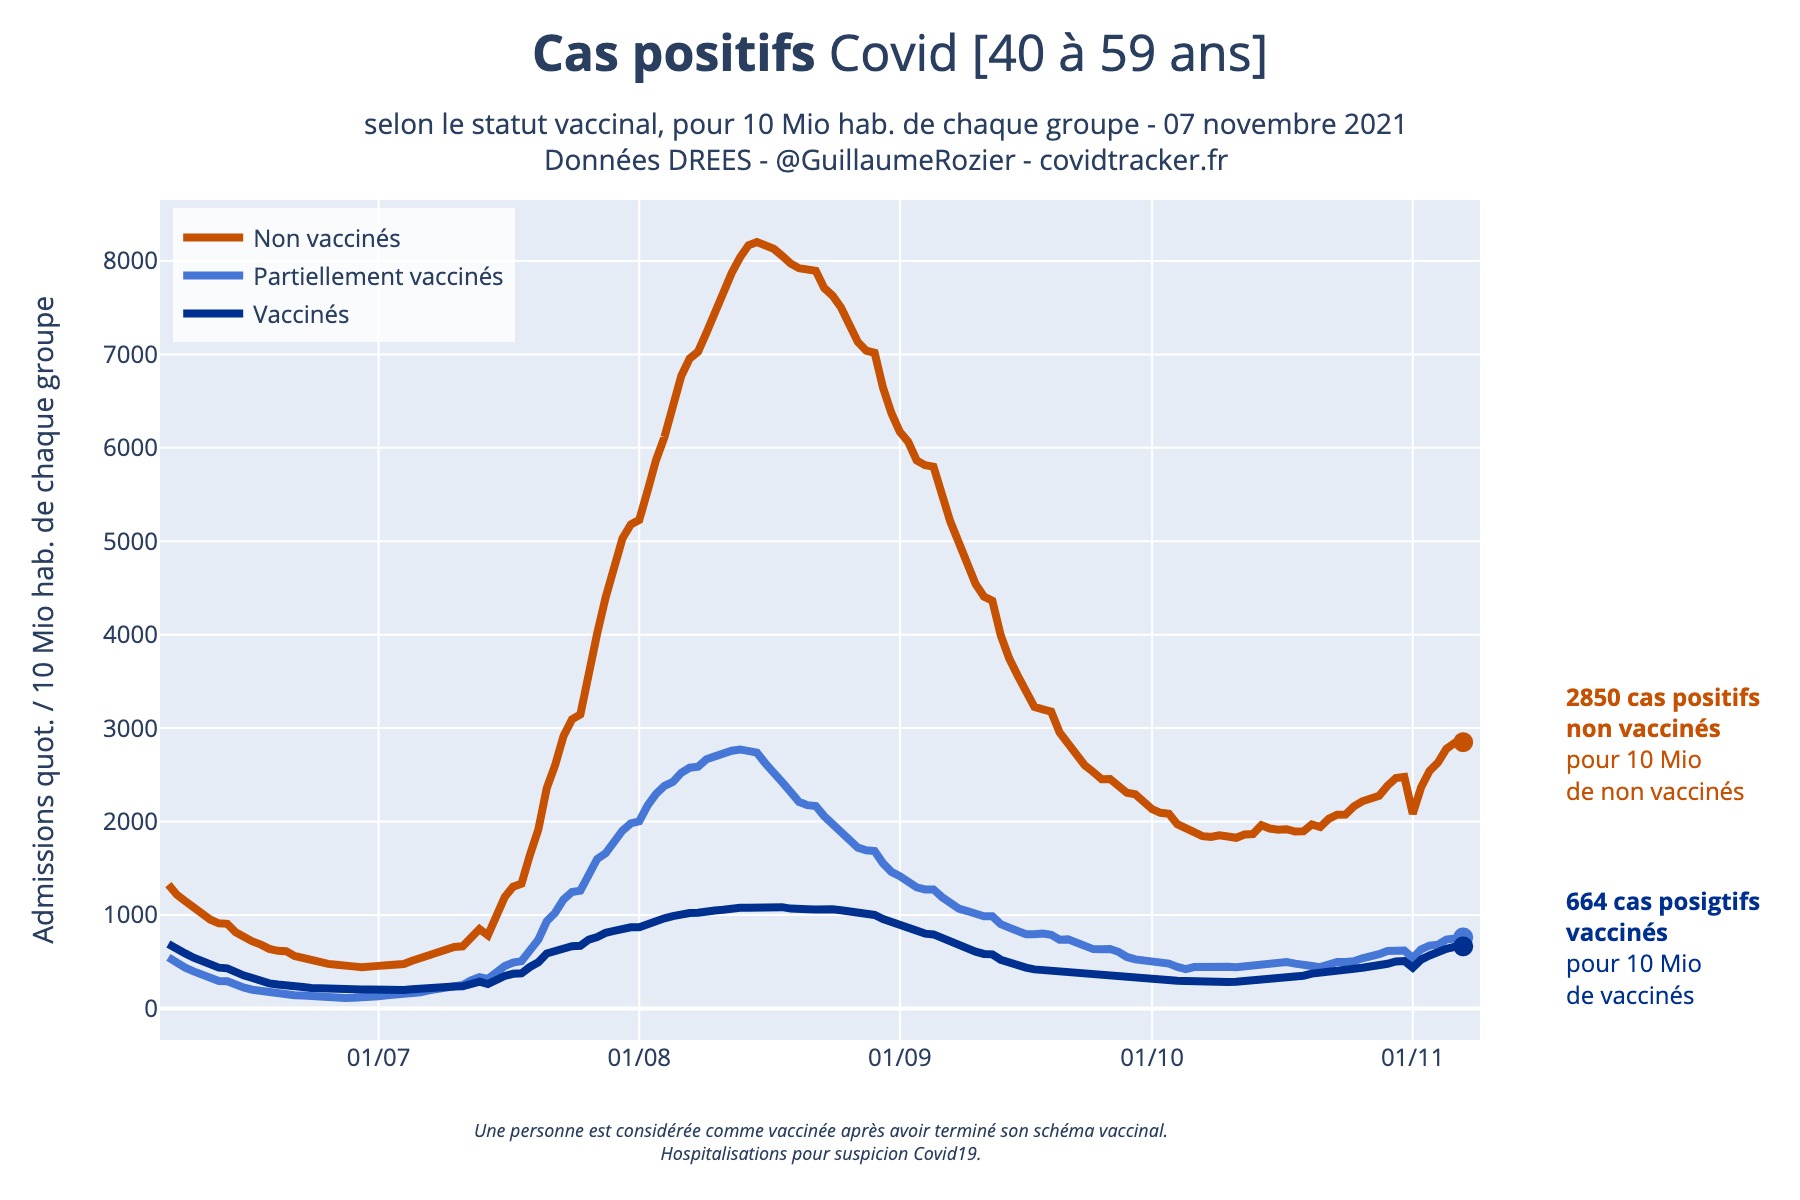 Cas positifs Covid [40 à 59 ans]
selon le statut vaccinal, pour 10 Mio hab. de chaque groupe - 07 novembre 2021
Données DREES - @GuillaumeRozier - covidtracker.fr
Admissions quot. / 10 Mio hab. de chaque groupe
Non vaccinés
Partiellement vaccinés
Vaccinés
8000
7000
6000
5000
4000
3000
2000
1000
0
01/07
01/08
01/09
01/10
01/11
2850 cas positifs
non vaccinés
pour 10 Mio
de non vaccinés
664 cas posigtifs
vaccinés
pour 10 Mio
de vaccinés
Une personne est considérée comme vaccinée après avoir terminé son schéma vaccinal.
Hospitalisations pour suspicion Covid19.